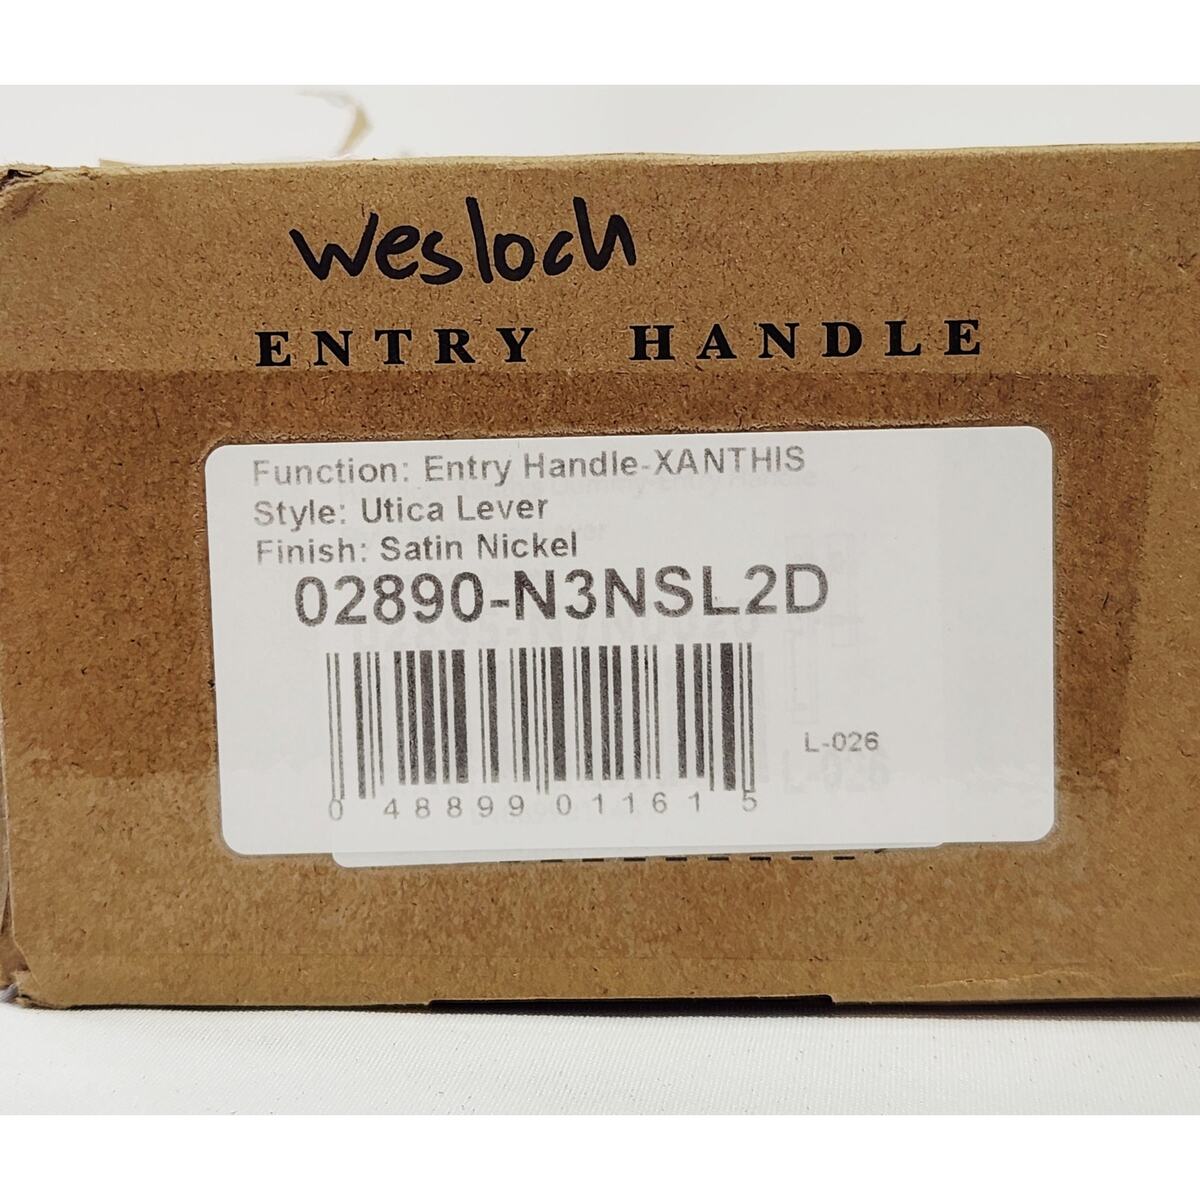 Wesloch
ENTRY HANDLE
Function: Entry Handle-XANTHIS
Style: Utica Lever
Finish: Satin Nickel
02890-N3NSL2D
L-026
0 48899 01161 5